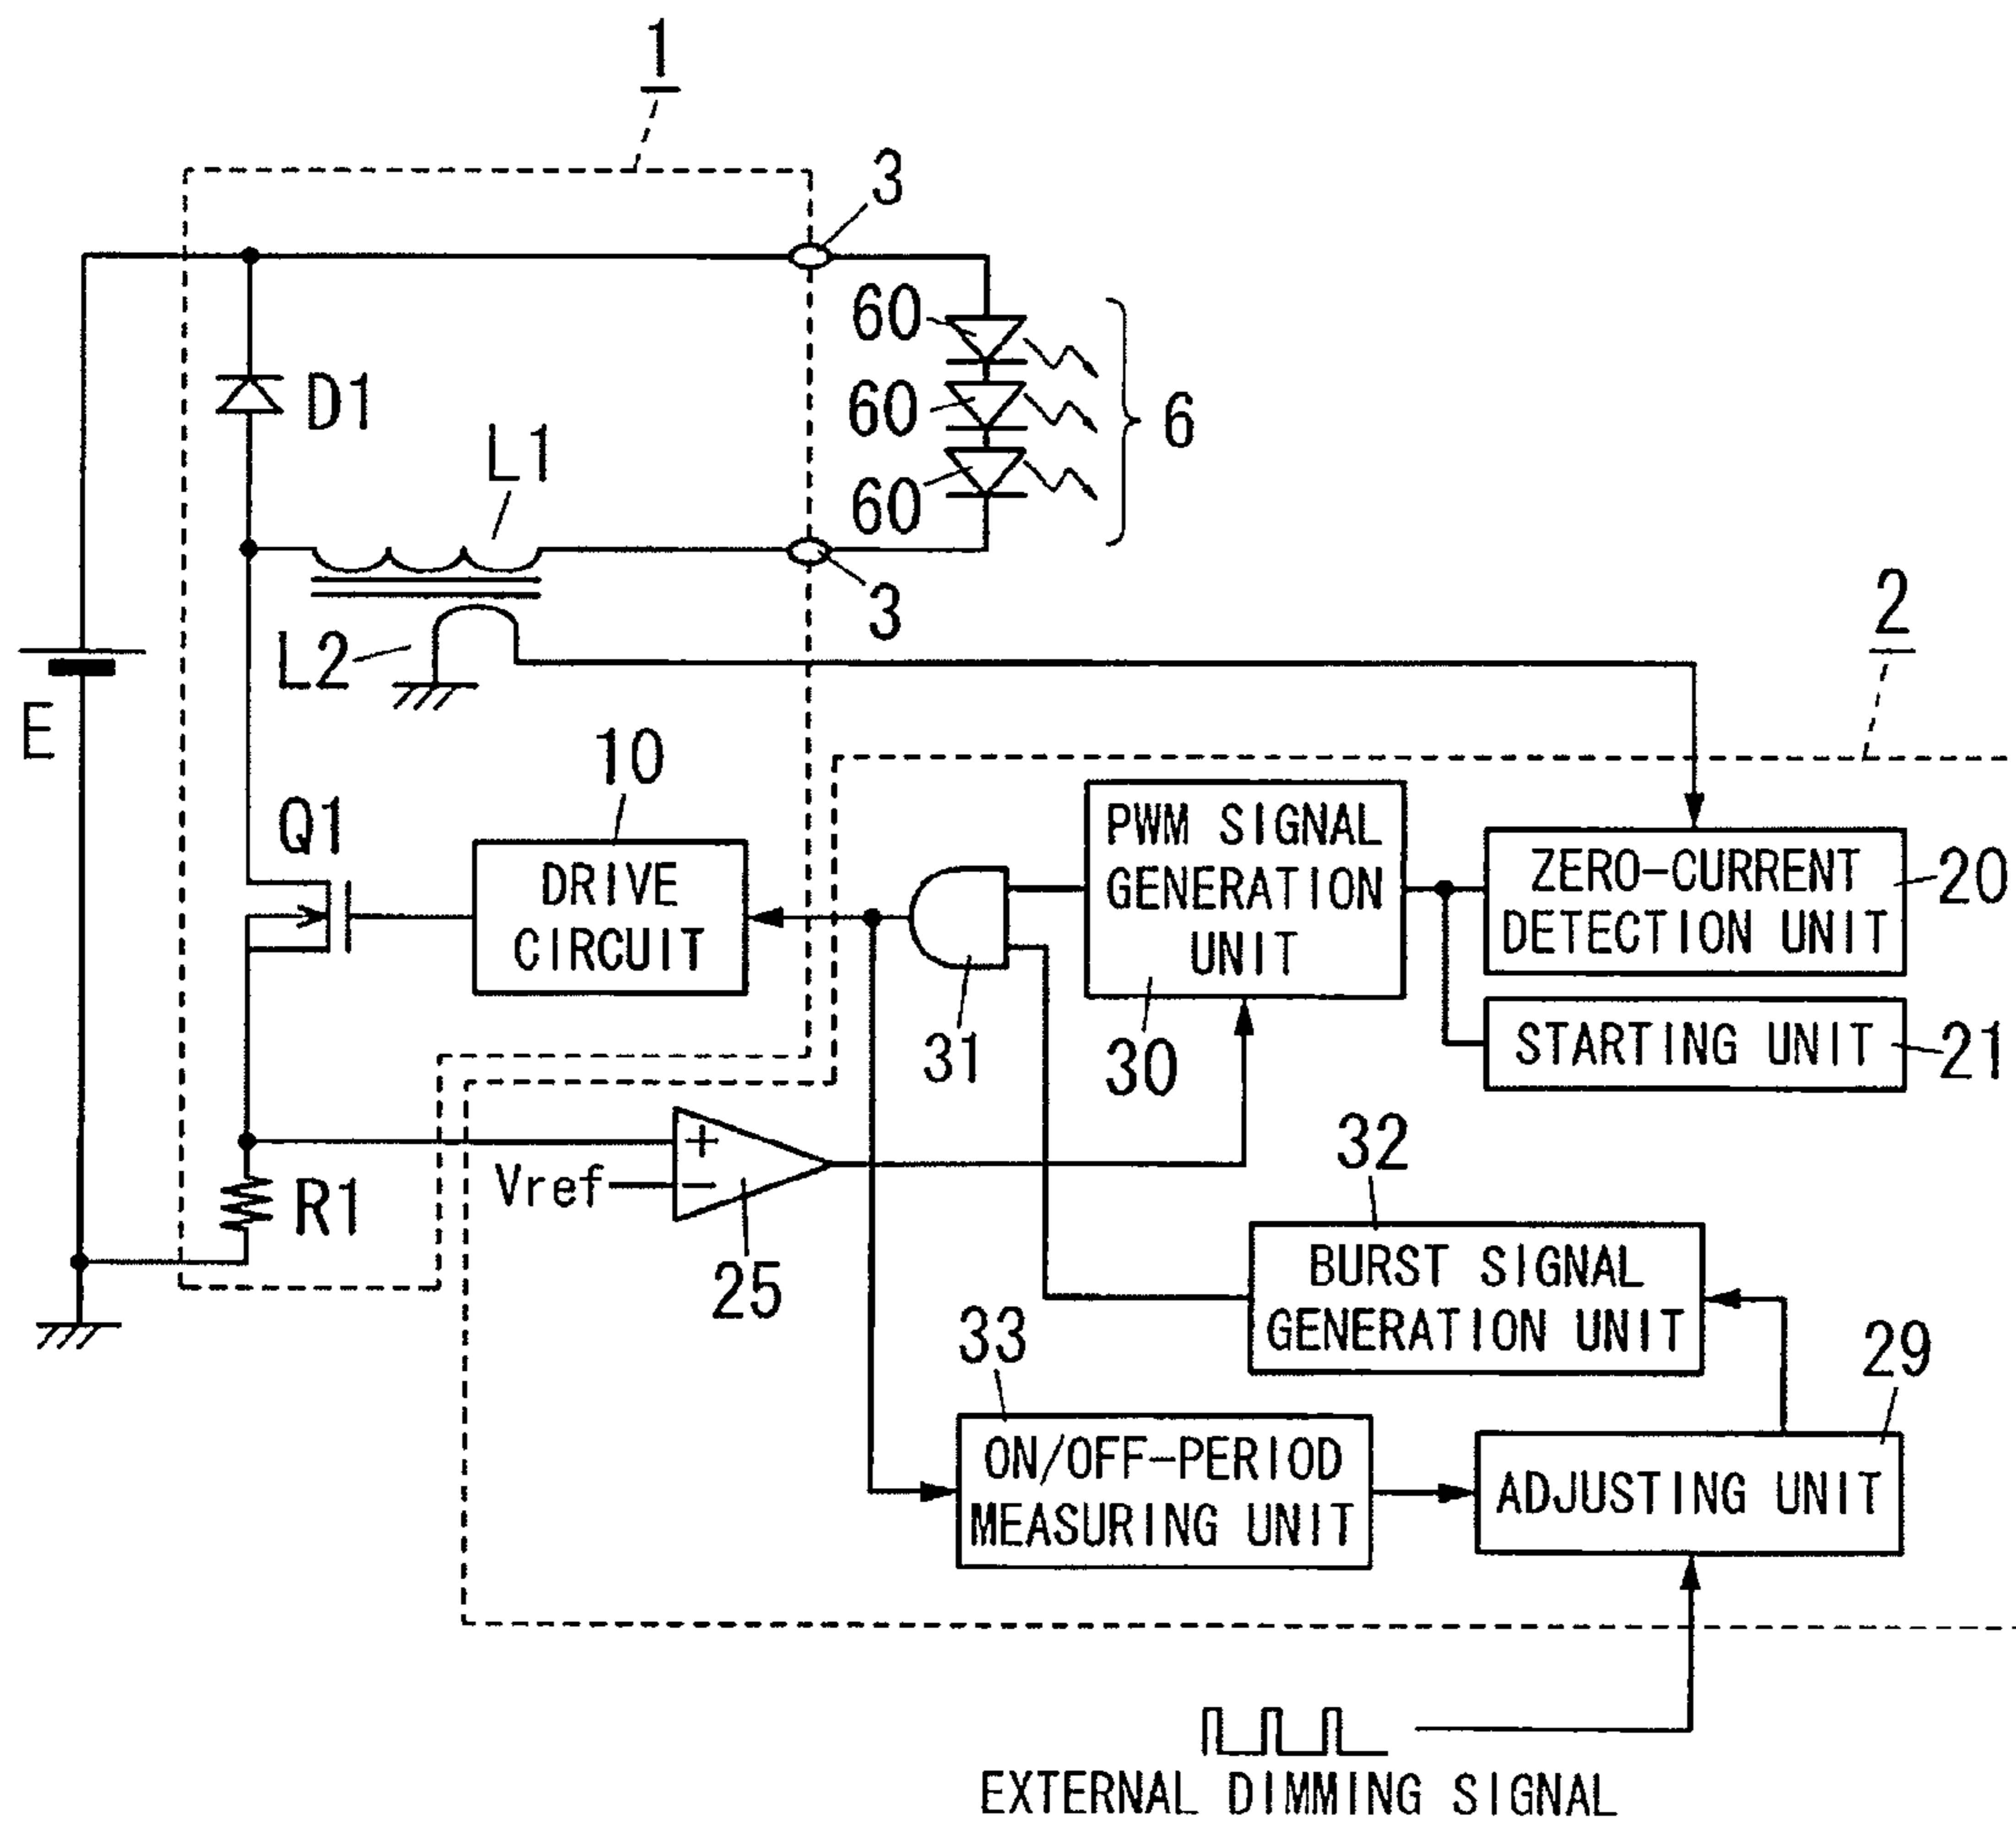 1
3
60
60
60
6
D1
L1
3
L2
E
2
10
Q1
DRIVE
CIRCUIT
PWM SIGNAL
GENERATION
UNIT
ZERO-CURRENT
DETECTION UNIT
20
31
30
STARTING UNIT
21
+
Vref
−
25
R1
32
BURST SIGNAL
GENERATION UNIT
33
29
ON/OFF-PERIOD
MEASURING UNIT
ADJUSTING UNIT
EXTERNAL DIMMING SIGNAL